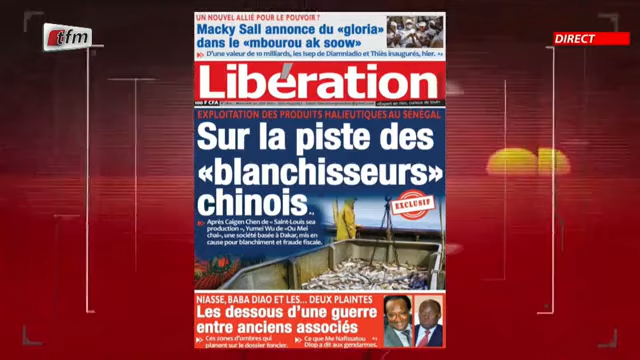 tfm
DIRECT
UN NOUVEL ALLIÉ POUR LE POUVOIR ?
Macky Sall annonce du «gloria»
dans le «mbourou ak soow»
D'une valeur de 10 milliards, les Isep de Diamniadio et Thiès inaugurés, hier. P.4
Libération
100 F CFA
EXPLOITATION DES PRODUITS HALIEUTIQUES AU SÉNÉGAL
Sur la piste des
«blanchisseurs»
chinois
EXCLUSIF
Après Caigen Chen de « Saint-Louis sea
production », Yumei Wu de «Ou Mei
chai», une société basée à Dakar, mis en
cause pour blanchiment et fraude fiscale.
NIASSE, BABA DIAO ET LES... DEUX PLAINTES
Les dessous d'une guerre
entre anciens associés
Ces zones d'ombres qui
planent sur le dossier foncier.
Ce que Me Nafissatou
Diop a dit aux gendarmes.